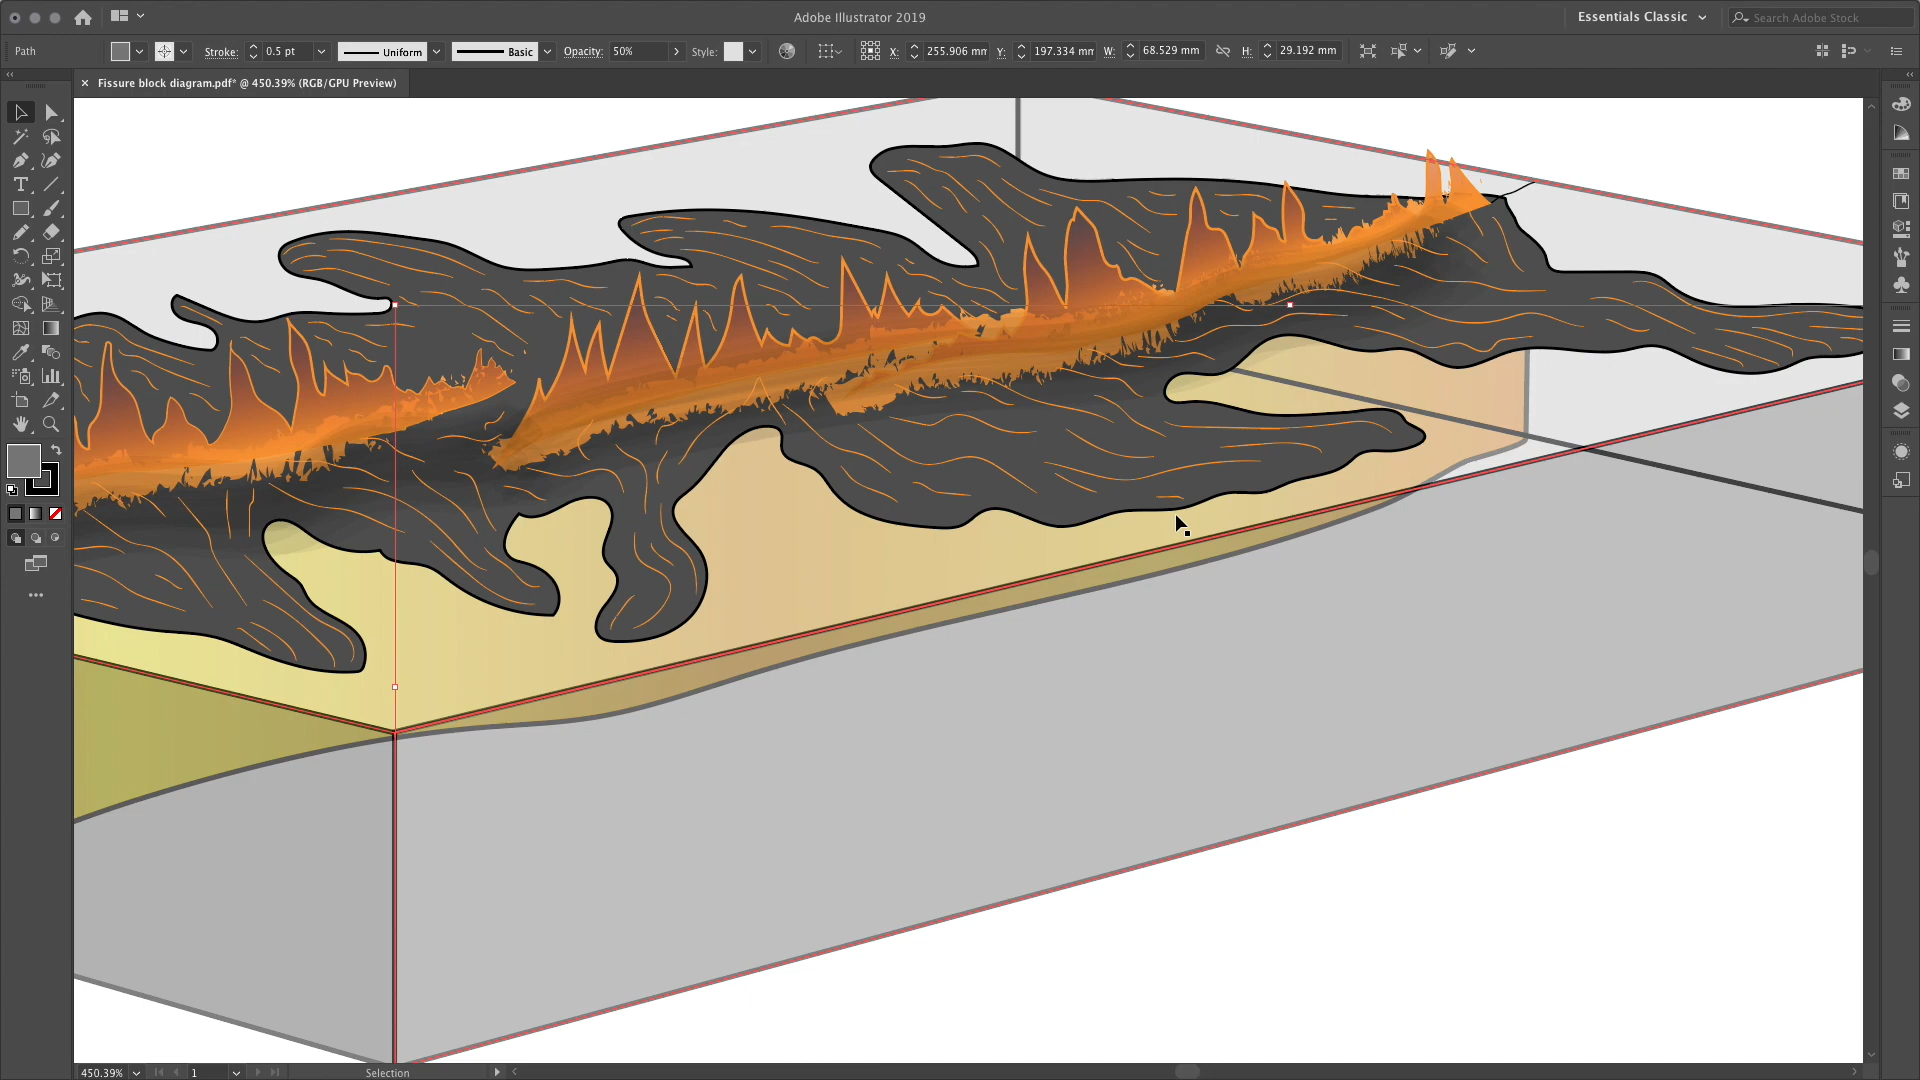 Adobe Illustrator 2019
Essentials Classic
Search Adobe Stock
Path
Stroke: 0.5 pt Uniform Basic Opacity: 50% Style: X: 255.906 mm Y: 197.334 mm W: 68.529 mm H: 29.192 mm
× Fissure block diagram.pdf* @ 450.39% (RGB/GPU Preview)
450.39% 1 Selection